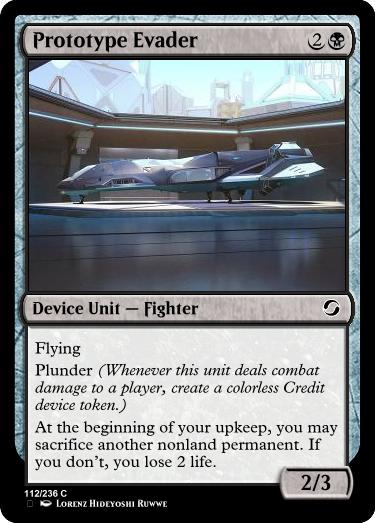 Prototype Evader 2
Device Unit — Fighter
Flying
Plunder (Whenever this unit deals combat
damage to a player, create a colorless Credit
device token.)
At the beginning of your upkeep, you may
sacrifice another nonland permanent. If
you don't, you lose 2 life.
2/3
112/236 C
Lorenz Hideyoshi Ruwwe